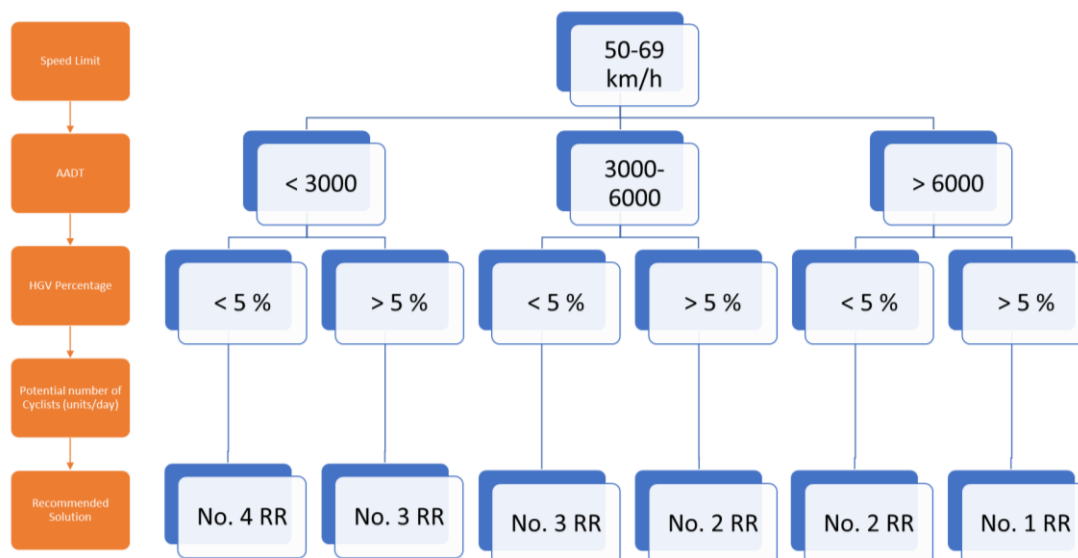 Speed Limit
50-69
km/h
AADT
< 3000
3000-
6000
> 6000
HGV Percentage
< 5 %
> 5 %
< 5 %
> 5 %
< 5 %
> 5 %
Potential number of
Cyclists (units/day)
Recommended
Solution
No. 4 RR
No. 3 RR
No. 3 RR
No. 2 RR
No. 2 RR
No. 1 RR